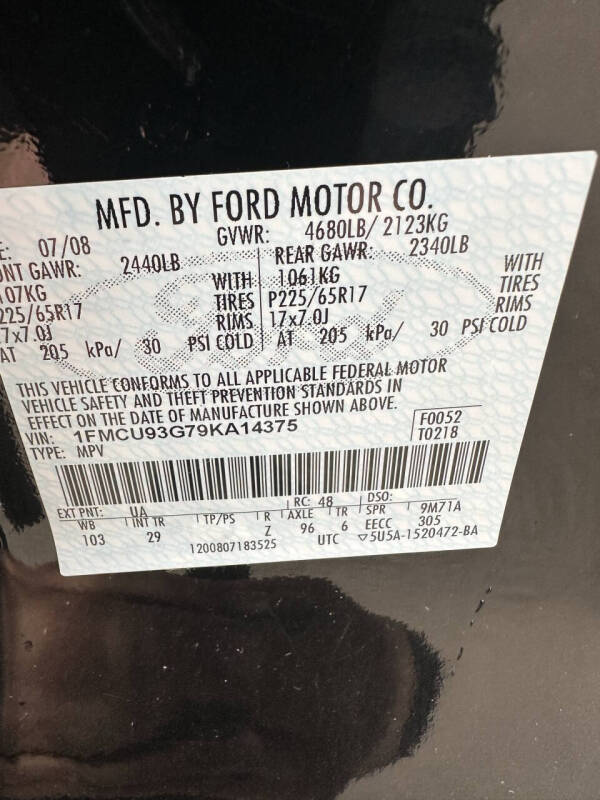 MFD. BY FORD MOTOR CO.
E: 07/08 GVWR: 4680LB/ 2123KG
NT GAWR: 2440LB REAR GAWR: 2340LB
107KG WITH 1061KG WITH
225/65R17 TIRES P225/65R17 TIRES
7x7.0J RIMS 17x7.0J RIMS
AT 205 kPa/ 30 PSI COLD AT 205 kPa/ 30 PSI COLD
THIS VEHICLE CONFORMS TO ALL APPLICABLE FEDERAL MOTOR
VEHICLE SAFETY AND THEFT PREVENTION STANDARDS IN
EFFECT ON THE DATE OF MANUFACTURE SHOWN ABOVE.
VIN: 1FMCU93G79KA14375 F0052
TYPE: MPV T0218
EXT PNT: UA RC: 48 DSO:
WB INT TR TP/PS R AXLE TR SPR 9M71A
103 29 Z 96 6 EECC 305
1200807183525 UTC ▽5U5A-1520472-BA
Ford